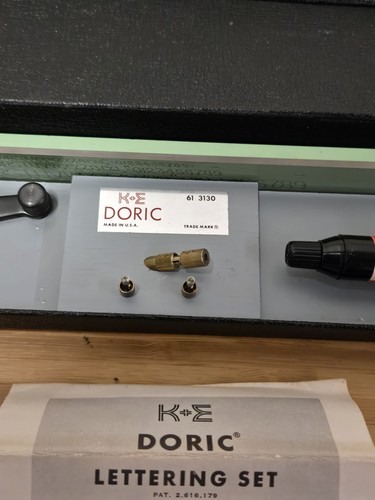 K+E
61 3130
DORIC
MADE IN U.S.A.
TRADE MARK ®
K+E
DORIC®
LETTERING SET
PAT. 2,616,179